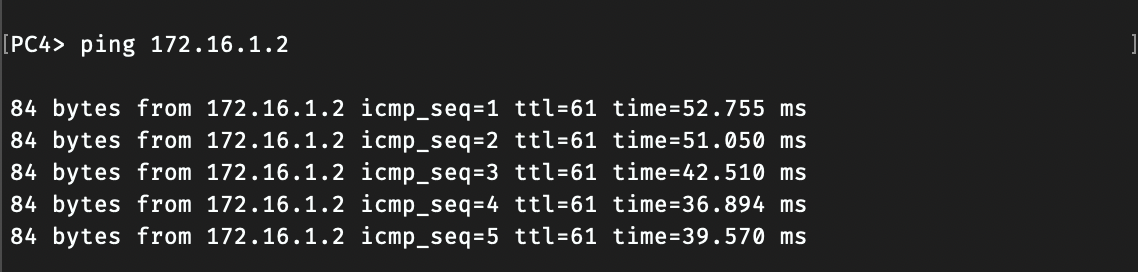 [PC4> ping 172.16.1.2 ]
84 bytes from 172.16.1.2 icmp_seq=1 ttl=61 time=52.755 ms
84 bytes from 172.16.1.2 icmp_seq=2 ttl=61 time=51.050 ms
84 bytes from 172.16.1.2 icmp_seq=3 ttl=61 time=42.510 ms
84 bytes from 172.16.1.2 icmp_seq=4 ttl=61 time=36.894 ms
84 bytes from 172.16.1.2 icmp_seq=5 ttl=61 time=39.570 ms